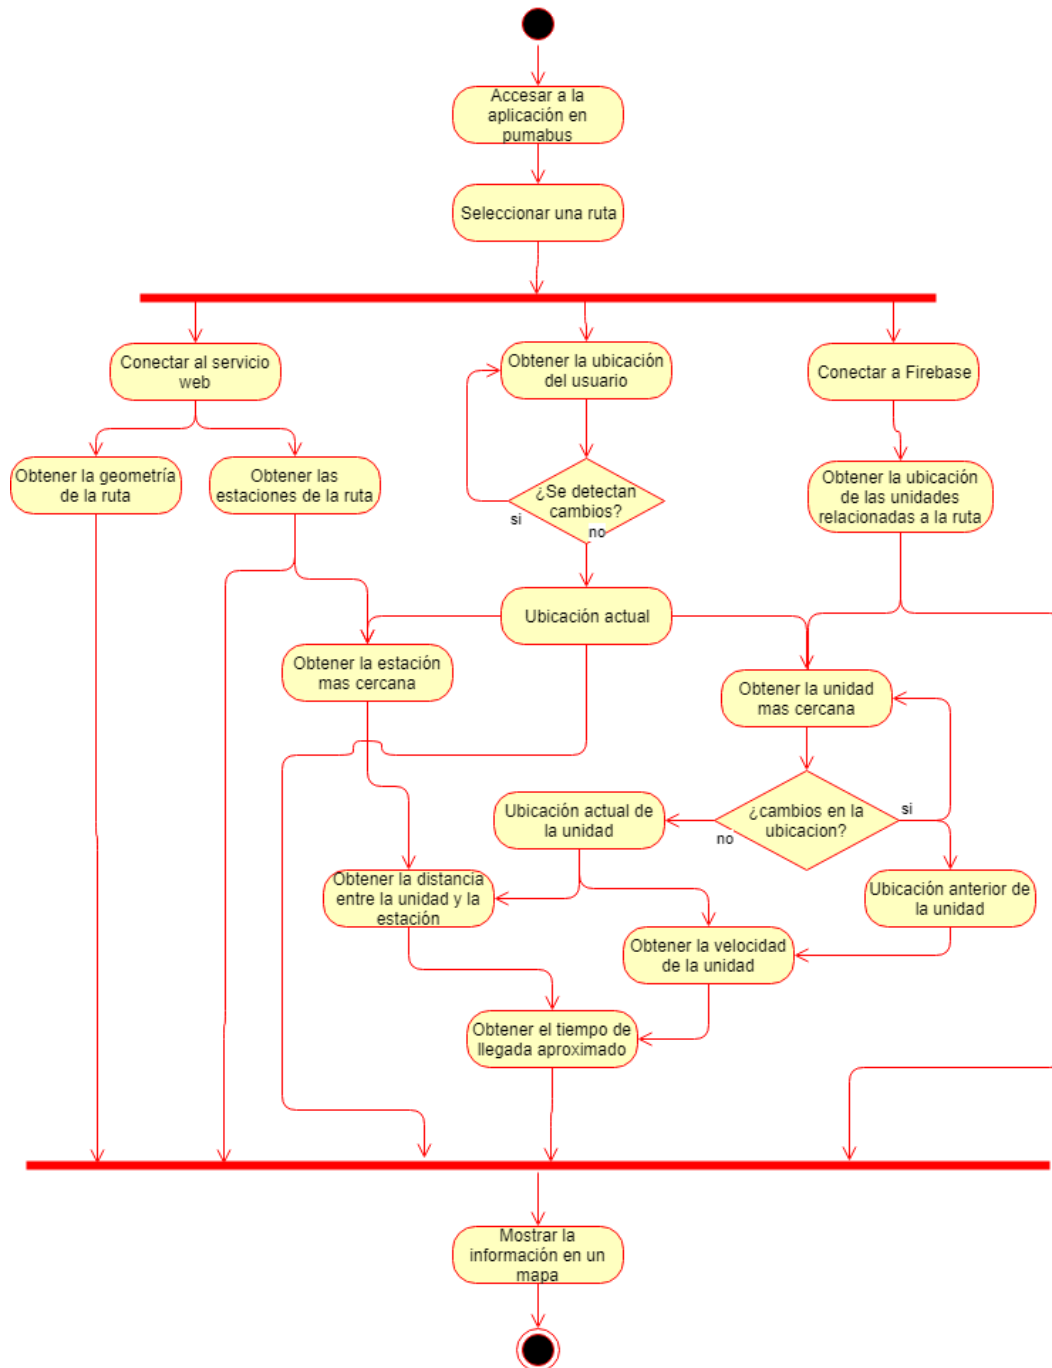 Accesar a la
aplicación en
pumabus
Seleccionar una ruta
Conectar al servicio
web
Obtener la ubicación
del usuario
Conectar a Firebase
Obtener la geometría
de la ruta
Obtener las
estaciones de la ruta
¿Se detectan
cambios?
si
no
Obtener la ubicación
de las unidades
relacionadas a la ruta
Ubicación actual
Obtener la estación
mas cercana
Obtener la unidad
mas cercana
Ubicación actual de
la unidad
¿cambios en la
ubicacion?
si
no
Obtener la distancia
entre la unidad y la
estación
Ubicación anterior de
la unidad
Obtener la velocidad
de la unidad
Obtener el tiempo de
llegada aproximado
Mostrar la
información en un
mapa